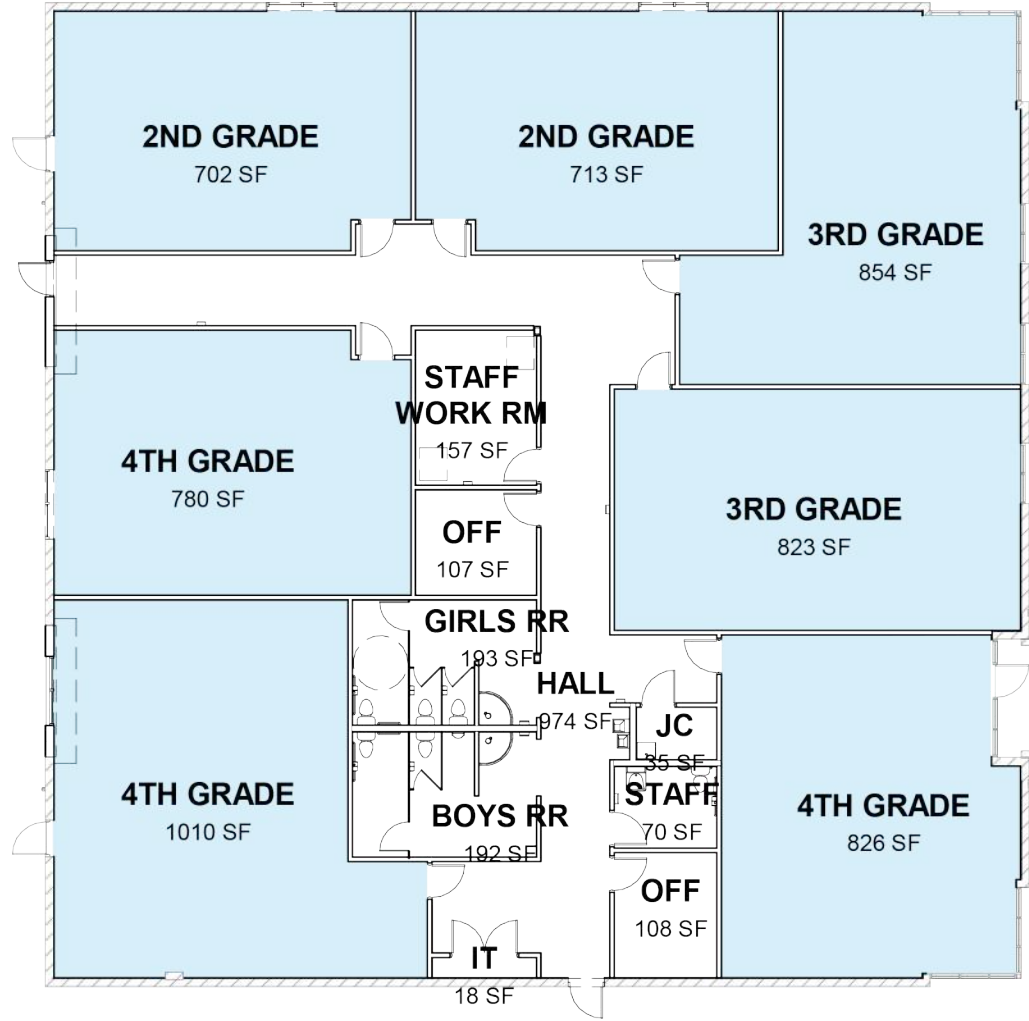 2ND GRADE
702 SF
2ND GRADE
713 SF
3RD GRADE
854 SF
4TH GRADE
780 SF
STAFF
WORK RM
157 SF
3RD GRADE
823 SF
OFF
107 SF
GIRLS RR
193 SF
HALL
974 SF
JC
35 SF
4TH GRADE
1010 SF
BOYS RR
192 SF
STAFF
70 SF
4TH GRADE
826 SF
OFF
108 SF
IT
18 SF